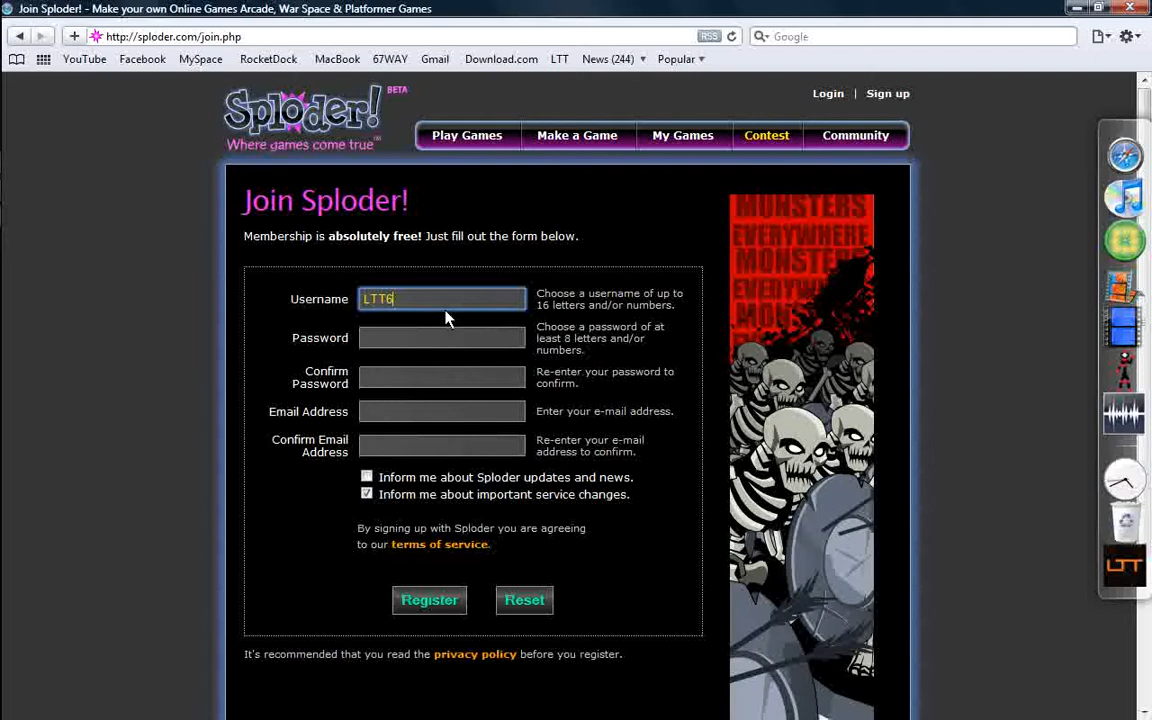 Join Sploder! - Make your own Online Games Arcade, War Space & Platformer Games
http://sploder.com/join.php RSS Google
YouTube Facebook MySpace RocketDock MacBook 67WAY Gmail Download.com LTT News (244) Popular
Sploder! BETA
Where games come true™
Login | Sign up
Play Games Make a Game My Games Contest Community
Join Sploder!
Membership is absolutely free! Just fill out the form below.
Username LTT6 Choose a username of up to
16 letters and/or numbers.
Password Choose a password of at
least 8 letters and/or
numbers.
Confirm
Password
Re-enter your password to
confirm.
Email Address Enter your e-mail address.
Confirm Email
Address
Re-enter your e-mail
address to confirm.
Inform me about Sploder updates and news.
Inform me about important service changes.
By signing up with Sploder you are agreeing
to our terms of service.
Register Reset
It's recommended that you read the privacy policy before you register.
MONSTERS
EVERYWHERE
MONSTERS
LTT